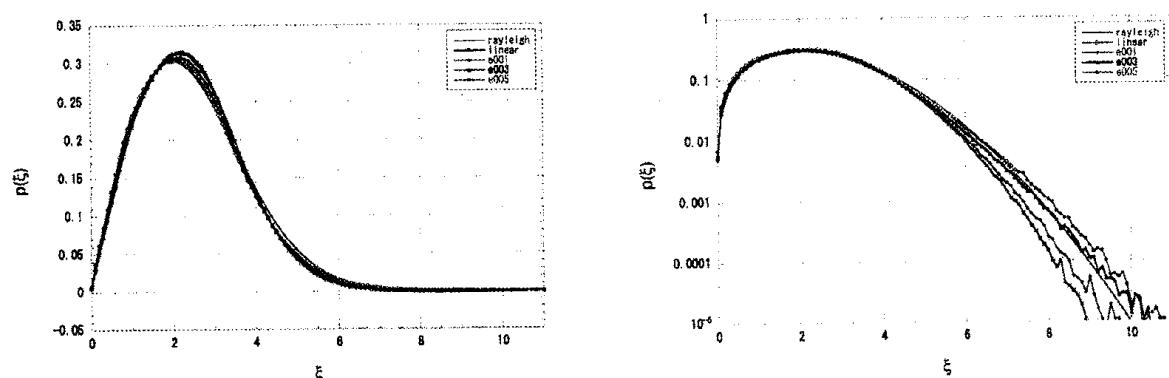 0.35
0.3
0.25
0.2
0.15
0.1
0.05
0
-0.05
p(ξ)
0 2 4 6 8 10
ξ
rayleigh
linear
e001
e003
e005
1
0.1
0.01
0.001
0.0001
p(ξ)
0 2 4 6 8 10
ξ
rayleigh
linear
e001
e003
e005